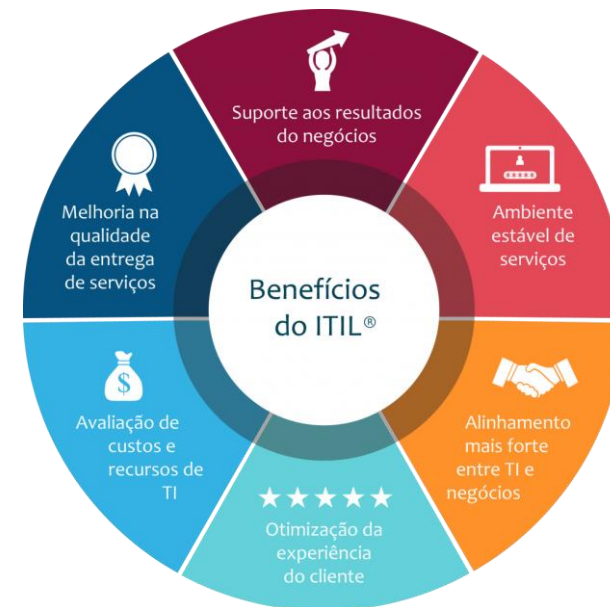 Suporte aos resultados
do negócios
Ambiente
estável de
serviços
Alinhamento
mais forte
entre TI e
negócios
Otimização da
experiência
do cliente
Avaliação de
custos e
recursos de
TI
Melhoria na
qualidade
da entrega
de serviços
Benefícios
do ITIL®
$